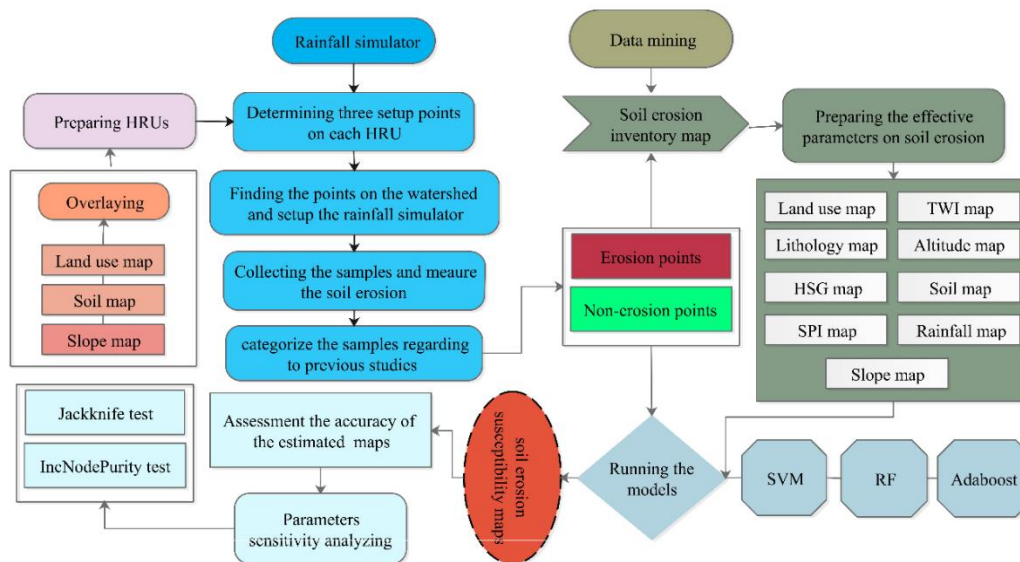 Rainfall simulator
Data mining
Preparing HRUs
Determining three setup points
on each HRU
Soil erosion
inventory map
Preparing the effective
parameters on soil erosion
Overlaying
Land use map
Soil map
Slope map
Finding the points on the watershed
and setup the rainfall simulator
Collecting the samples and meaure
the soil erosion
categorize the samples regarding
to previous studies
Erosion points
Non-erosion points
Land use map
TWI map
Lithology map
Altitude map
HSG map
Soil map
SPI map
Rainfall map
Slope map
Jackknife test
IncNodePurity test
Assessment the accuracy of
the estimated maps
Parameters
sensitivity analyzing
soil erosion
susceptibility maps
Running the
models
SVM
RF
Adaboost